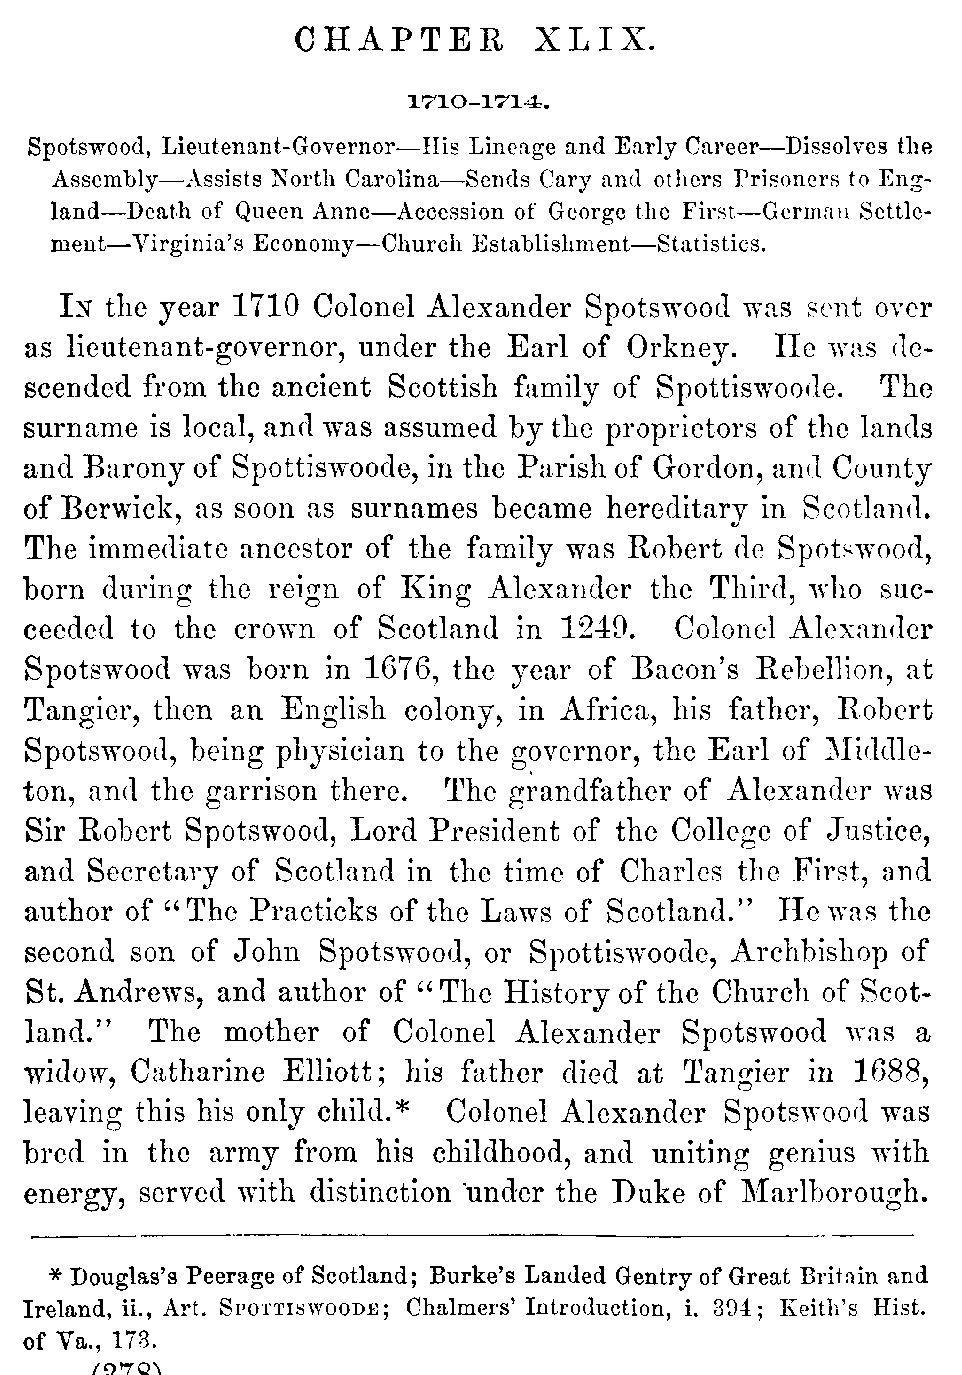 CHAPTER XLIX.
1710–1714.
Spotswood, Lieutenant-Governor—His Lineage and Early Career—Dissolves the
Assembly—Assists North Carolina—Sends Cary and others Prisoners to Eng-
land—Death of Queen Anne—Accession of George the First—German Settle-
ment—Virginia's Economy—Church Establishment—Statistics.
In the year 1710 Colonel Alexander Spotswood was sent over
as lieutenant-governor, under the Earl of Orkney. He was de-
scended from the ancient Scottish family of Spottiswoode. The
surname is local, and was assumed by the proprietors of the lands
and Barony of Spottiswoode, in the Parish of Gordon, and County
of Berwick, as soon as surnames became hereditary in Scotland.
The immediate ancestor of the family was Robert de Spotswood,
born during the reign of King Alexander the Third, who suc-
ceeded to the crown of Scotland in 1249. Colonel Alexander
Spotswood was born in 1676, the year of Bacon's Rebellion, at
Tangier, then an English colony, in Africa, his father, Robert
Spotswood, being physician to the governor, the Earl of Middle-
ton, and the garrison there. The grandfather of Alexander was
Sir Robert Spotswood, Lord President of the College of Justice,
and Secretary of Scotland in the time of Charles the First, and
author of "The Practicks of the Laws of Scotland." He was the
second son of John Spotswood, or Spottiswoode, Archbishop of
St. Andrews, and author of "The History of the Church of Scot-
land." The mother of Colonel Alexander Spotswood was a
widow, Catharine Elliott; his father died at Tangier in 1688,
leaving this his only child.* Colonel Alexander Spotswood was
bred in the army from his childhood, and uniting genius with
energy, served with distinction under the Duke of Marlborough.
* Douglas's Peerage of Scotland; Burke's Landed Gentry of Great Britain and
Ireland, ii., Art. Spottiswoode; Chalmers' Introduction, i. 394; Keith's Hist.
of Va., 173.
(378)